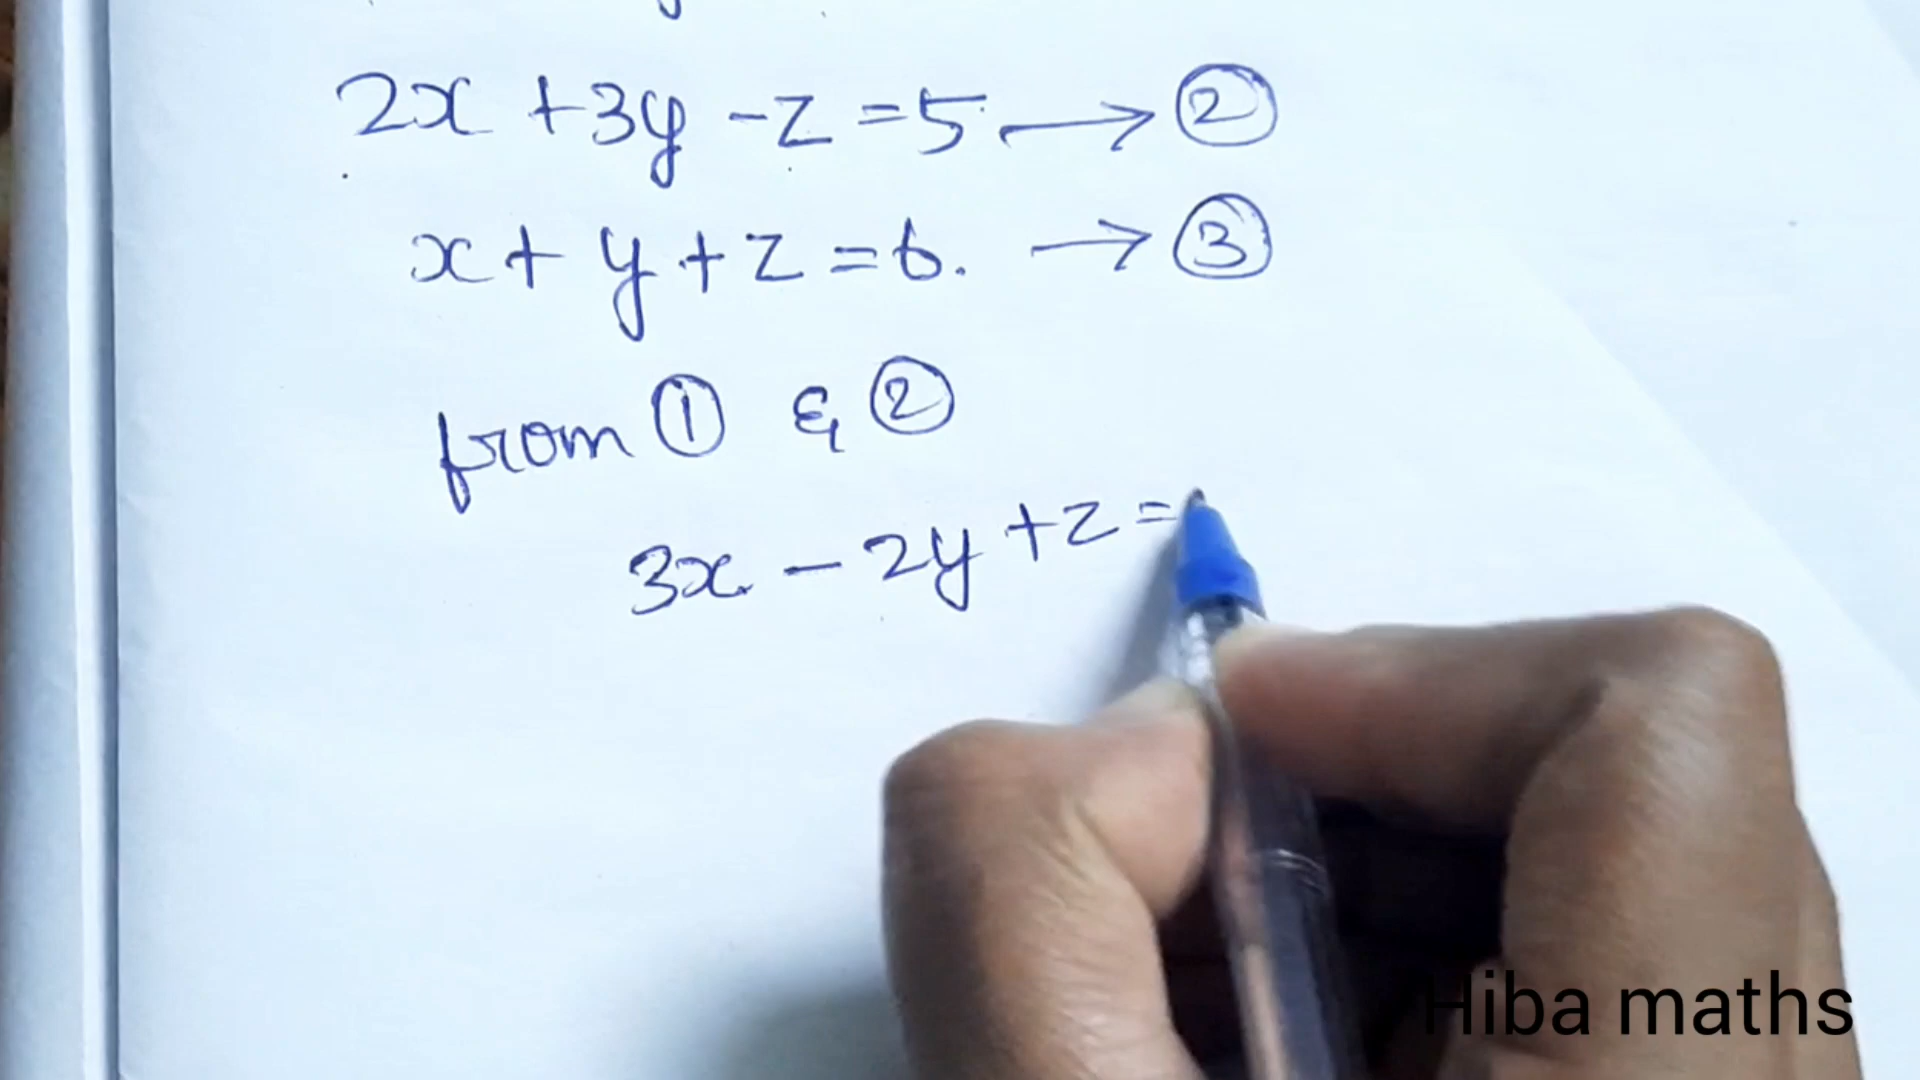 2x + 3y - z = 5 → ②
x + y + z = 6. → ③
from ① & ②
3x - 2y + z =
Hiba maths